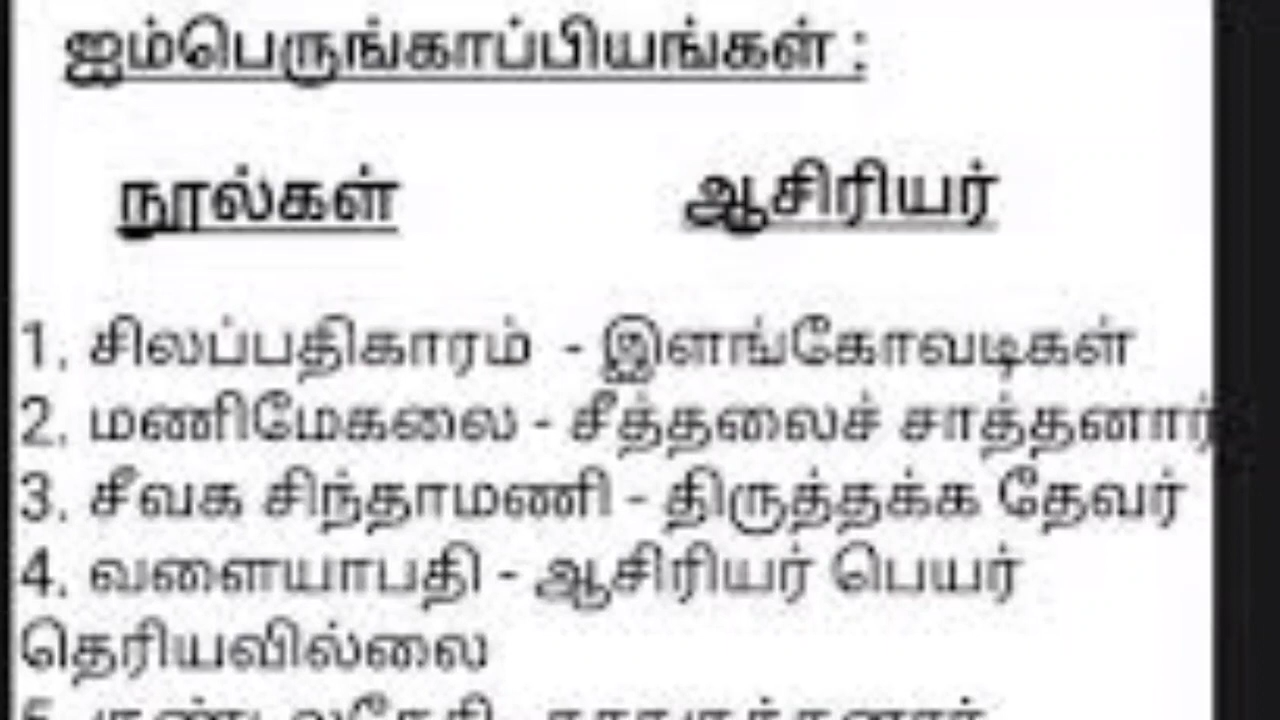 ஐம்பெருங்காப்பியங்கள் :
நூல்கள் ஆசிரியர்
1. சிலப்பதிகாரம் - இளங்கோவடிகள்
2. மணிமேகலை - சீத்தலைச் சாத்தனார்
3. சீவக சிந்தாமணி - திருத்தக்க தேவர்
4. வளையாபதி - ஆசிரியர் பெயர்
தெரியவில்லை